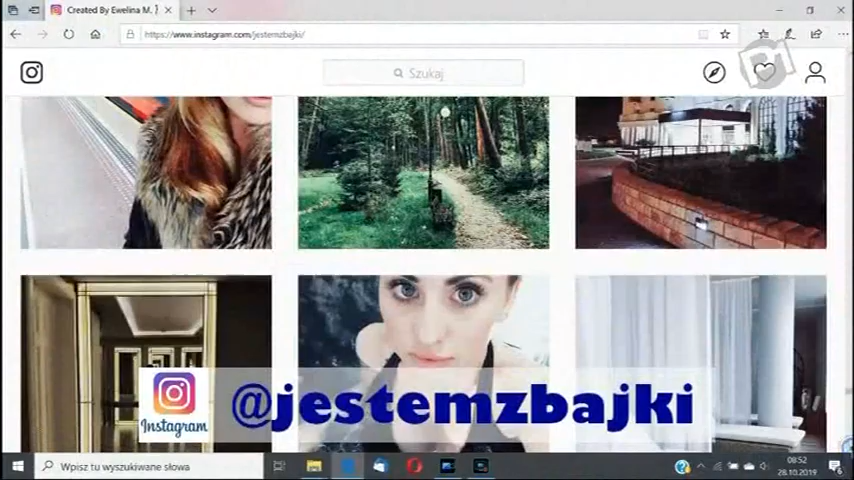 Created By Ewelina M.
https://www.instagram.com/jestemzbajki/
Szukaj
Instagram
@jestemzbajki
Wpisz tu wyszukiwane słowa
08:52
28.10.2019